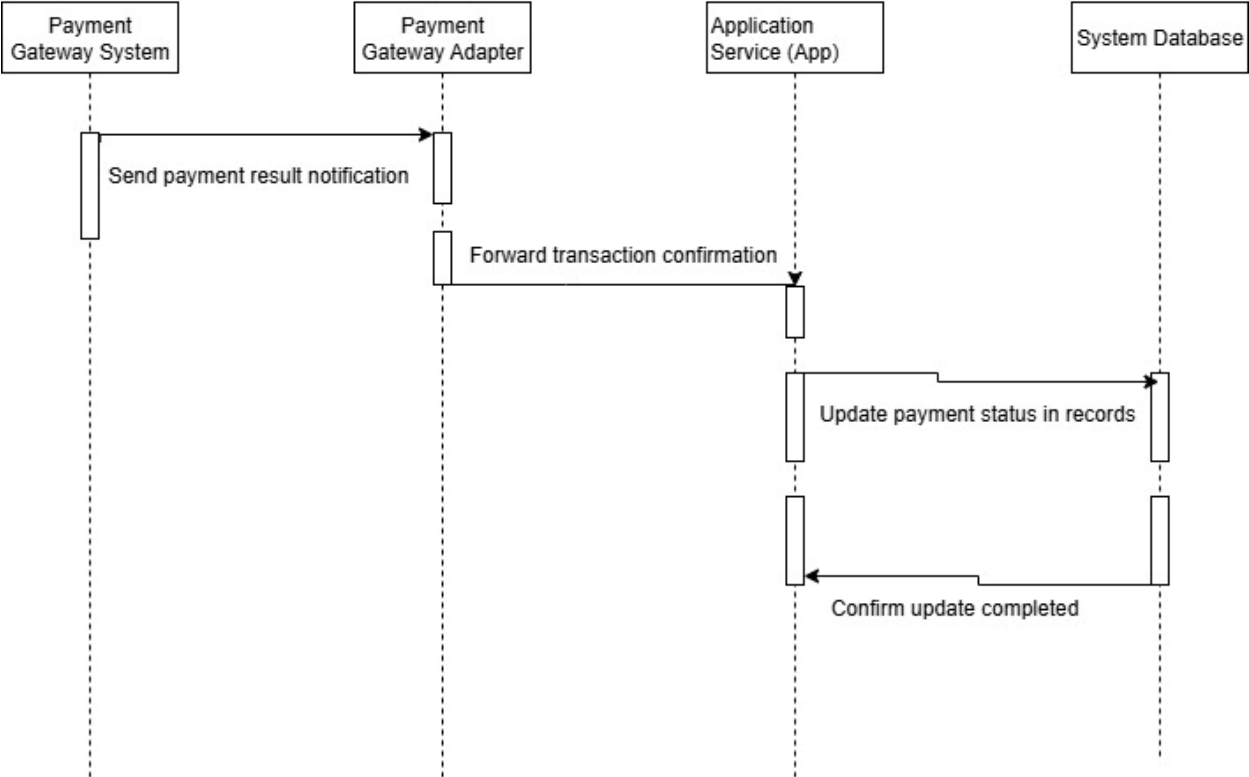 Payment
Gateway System
Payment
Gateway Adapter
Application
Service (App)
System Database
Send payment result notification
Forward transaction confirmation
Update payment status in records
Confirm update completed